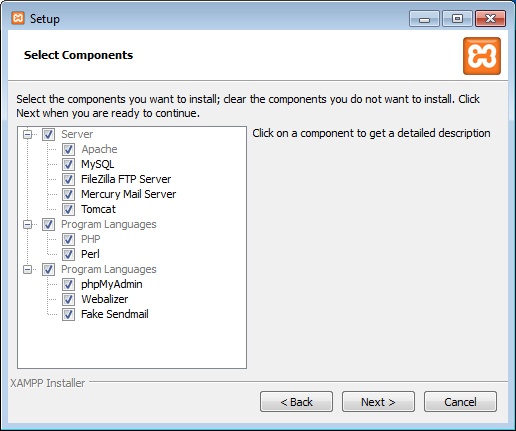 Setup
Select Components
Select the components you want to install; clear the components you do not want to install. Click
Next when you are ready to continue.
Server
Apache
MySQL
FileZilla FTP Server
Mercury Mail Server
Tomcat
Program Languages
PHP
Perl
Program Languages
phpMyAdmin
Webalizer
Fake Sendmail
Click on a component to get a detailed description
XAMPP Installer
< Back
Next >
Cancel